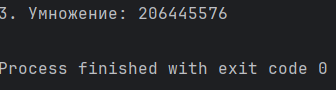 3. Умножение: 206445576
Process finished with exit code 0